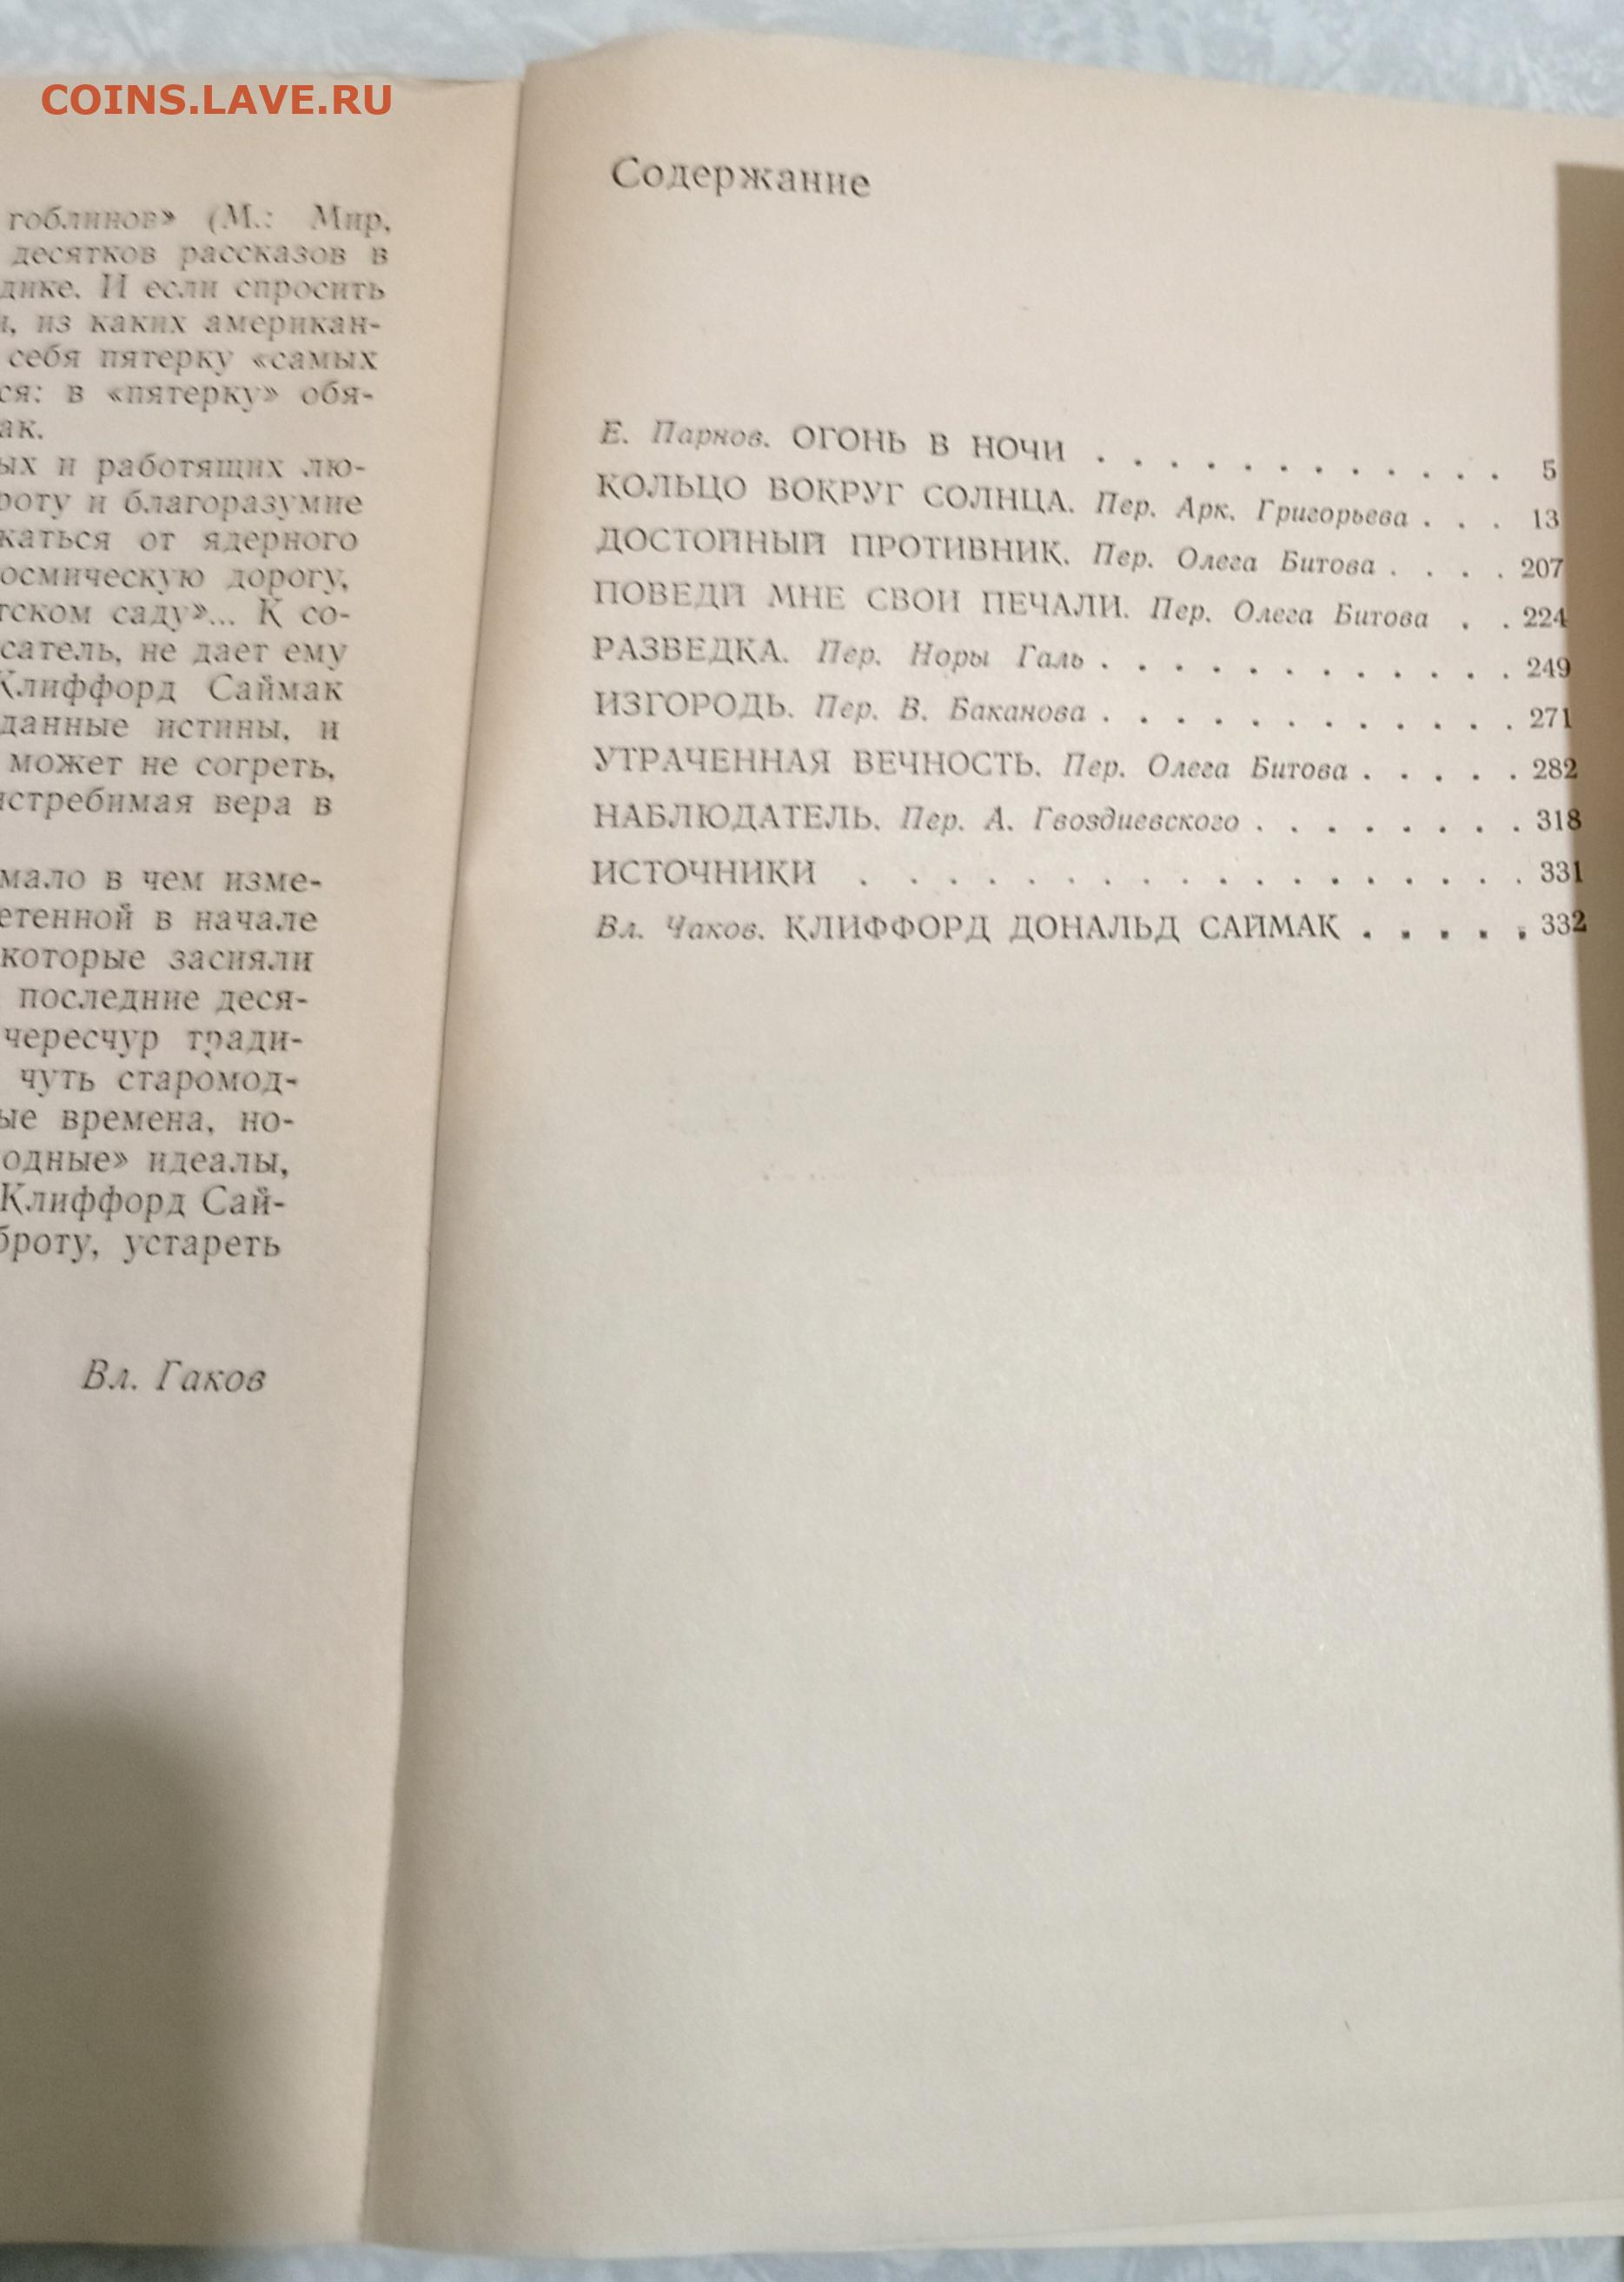 COINS.LAVE.RU
гоблинов» (М.: Мир,
десятков рассказов в
дике. И если спросить
и, из каких американ-
себя пятерку «самых
ся: в «пятерку» обя-
ак.
ых и работящих лю-
роту и благоразумие
каться от ядерного
осмическую дорогу,
тском саду»... К со-
сатель, не дает ему
Клиффорд Саймак
данные истины, и
может не согреть,
истребимая вера в
мало в чем изме-
етенной в начале
которые засияли
последние деся-
чересчур тради-
чуть старомод-
ые времена, но-
одные» идеалы,
Клиффорд Сай-
броту, устареть
Вл. Гаков
Содержание
Е. Парнов. ОГОНЬ В НОЧИ . . . . . . . . . . . . 5
КОЛЬЦО ВОКРУГ СОЛНЦА. Пер. Арк. Григорьева . . . 13
ДОСТОЙНЫЙ ПРОТИВНИК. Пер. Олега Битова . . . . 207
ПОВЕДЙ МНЕ СВОИ ПЕЧАЛИ. Пер. Олега Битова . . 224
РАЗВЕДКА. Пер. Норы Галь . . . . . . . . . . . . 249
ИЗГОРОДЬ. Пер. В. Баканова . . . . . . . . . . . . 271
УТРАЧЕННАЯ ВЕЧНОСТЬ. Пер. Олега Битова . . . . . 282
НАБЛЮДАТЕЛЬ. Пер. А. Гвоздиевского . . . . . . . . 318
ИСТОЧНИКИ . . . . . . . . . . . . . . . . . 331
Вл. Чаков. КЛИФФОРД ДОНАЛЬД САЙМАК . . . . . 332